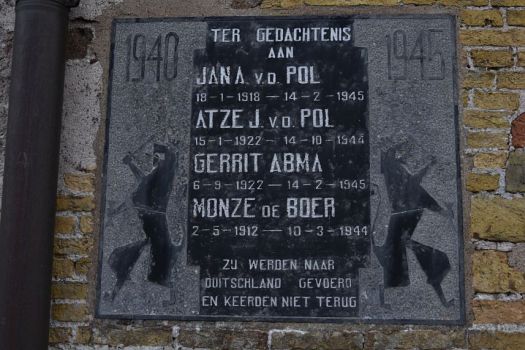 1940 1945
TER GEDACHTENIS
AAN
JAN A. V.D. POL
18-1-1918 — 14-2-1945
ATZE J. V.D. POL
15-1-1922 — 14-10-1944
GERRIT ABMA
6-9-1922 — 14-2-1945
MONZE DE BOER
2-5-1912 — 10-3-1944
ZIJ WERDEN NAAR
DUITSCHLAND GEVOERD
EN KEERDEN NIET TERUG